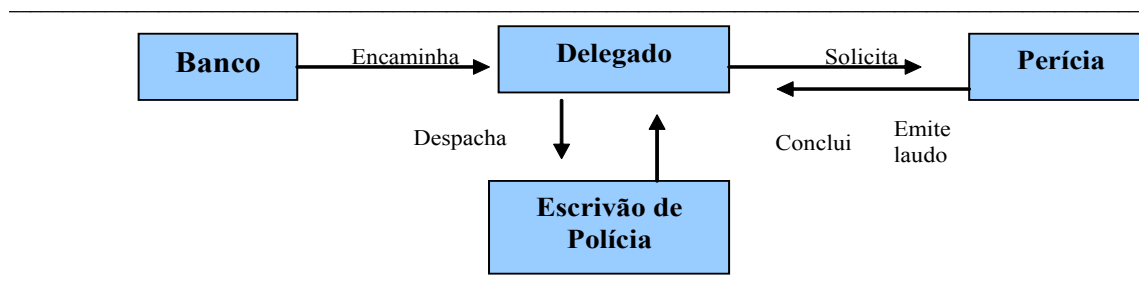 Banco
Encaminha
Delegado
Solicita
Perícia
Despacha
Conclui
Emite
laudo
Escrivão de
Polícia